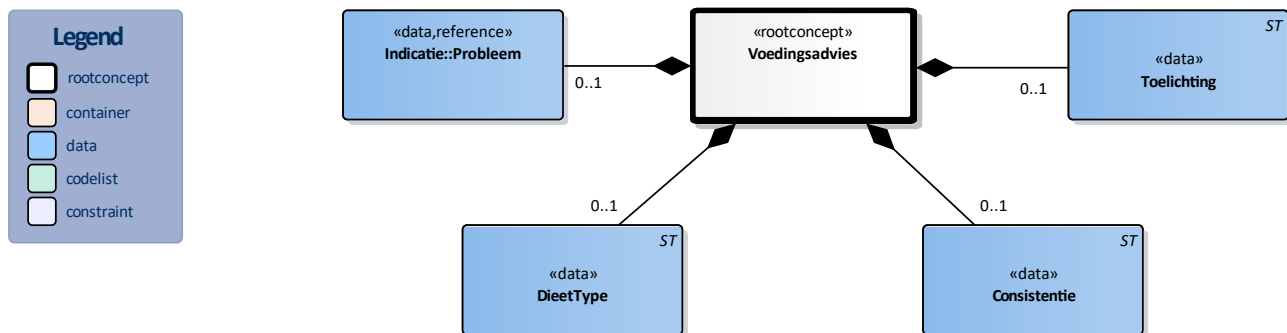 Legend
rootconcept
container
data
codelist
constraint
«data,reference»
Indicatie::Probleem
0..1
«rootconcept»
Voedingsadvies
0..1
ST
«data»
Toelichting
0..1
ST
«data»
DieetType
0..1
ST
«data»
Consistentie